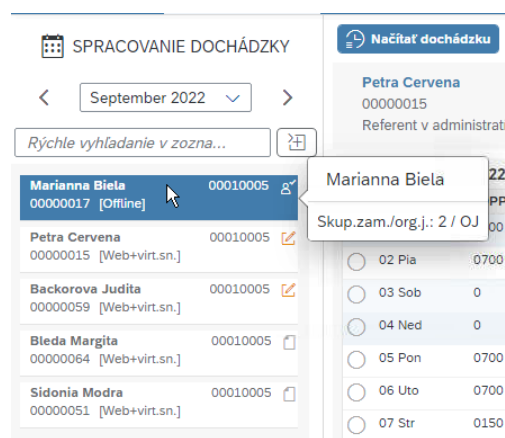 SPRACOVANIE DOCHÁDZKY
September 2022
Rýchle vyhľadanie v zozna...
Marianna Biela 00010005
00000017 [Offline]
Petra Cervena 00010005
00000015 [Web+virt.sn.]
Backorova Judita 00010005
00000059 [Web+virt.sn.]
Bleda Margita 00010005
00000064 [Web+virt.sn.]
Sidonia Modra 00010005
00000051 [Web+virt.sn.]
Načítať dochádzku
Petra Cervena
00000015
Referent v administrati
Marianna Biela
Skup.zam./org.j.: 2 / OJ
22
PP
00
02 Pia 0700
03 Sob 0
04 Ned 0
05 Pon 0700
06 Uto 0700
07 Str 0150